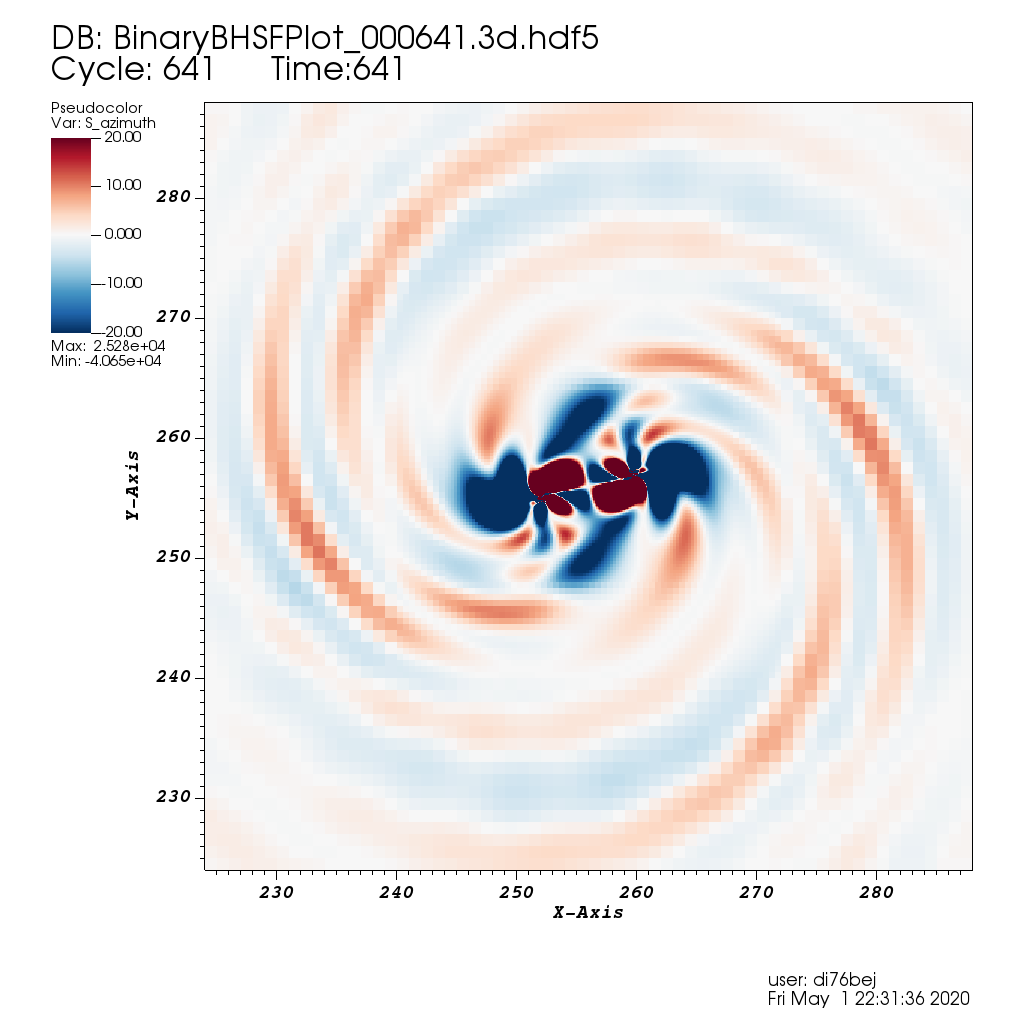 DB: BinaryBHSFPlot_000641.3d.hdf5
Cycle: 641 Time:641
Pseudocolor
Var: S_azimuth
20.00
10.00
0.000
-10.00
-20.00
Max: 2.528e+04
Min: -4.065e+04
280
270
260
250
240
230
Y-Axis
230 240 250 260 270 280
X-Axis
user: di76bej
Fri May 1 22:31:36 2020